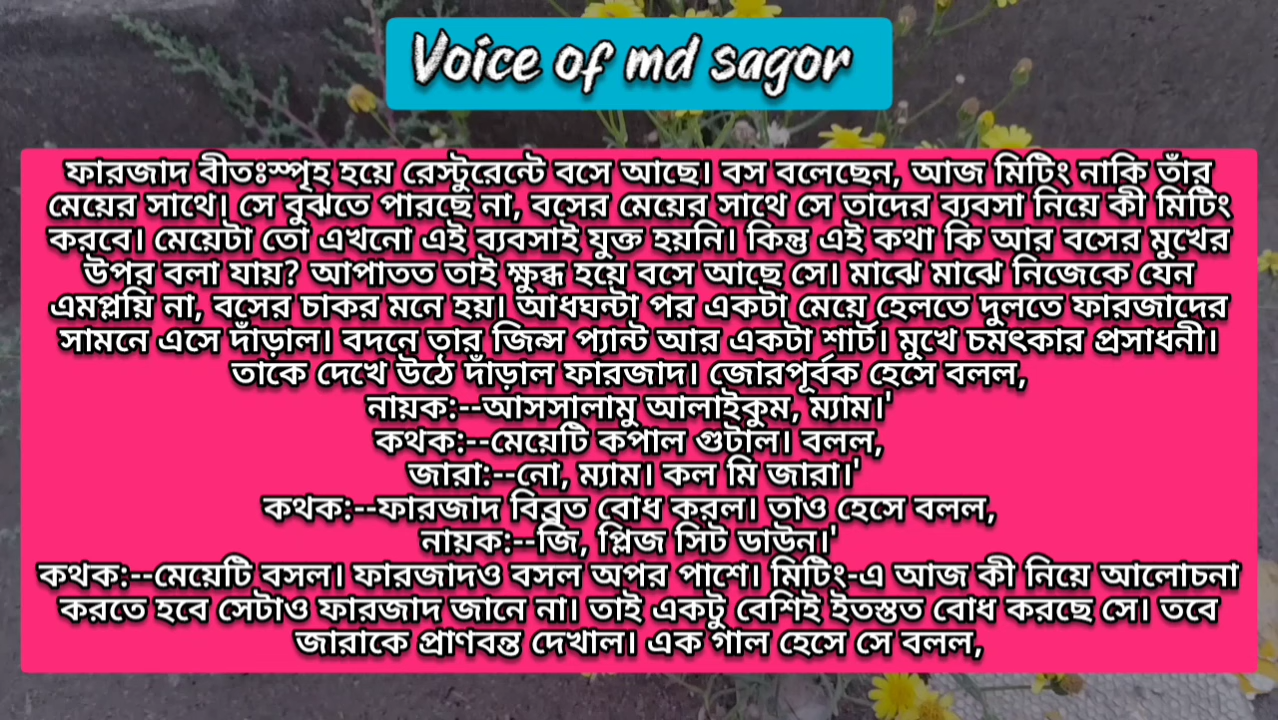 Voice of md sagor
ফারজাদ বীতঃস্পৃহ হয়ে রেস্টুরেন্টে বসে আছে। বস বলেছেন, আজ মিটিং নাকি তাঁর
মেয়ের সাথে। সে বুঝতে পারছে না, বসের মেয়ের সাথে সে তাদের ব্যবসা নিয়ে কী মিটিং
করবে। মেয়েটা তো এখনো এই ব্যবসাই যুক্ত হয়নি। কিন্তু এই কথা কি আর বসের মুখের
উপর বলা যায়? আপাতত তাই ক্ষুব্ধ হয়ে বসে আছে সে। মাঝে মাঝে নিজেকে যেন
এমপ্লয়ি না, বসের চাকর মনে হয়। আধঘন্টা পর একটা মেয়ে হেলতে দুলতে ফারজাদের
সামনে এসে দাঁড়াল। বদনে তার জিন্স প্যান্ট আর একটা শার্ট। মুখে চমৎকার প্রসাধনী।
তাকে দেখে উঠে দাঁড়াল ফারজাদ। জোরপূর্বক হেসে বলল,
নায়ক:--আসসালামু আলাইকুম, ম্যাম।'
কথক:--মেয়েটি কপাল গুটাল। বলল,
জারা:--নো, ম্যাম। কল মি জারা।'
কথক:--ফারজাদ বিব্রত বোধ করল। তাও হেসে বলল,
নায়ক:--জি, প্লিজ সিট ডাউন।'
কথক:--মেয়েটি বসল। ফারজাদও বসল অপর পাশে। মিটিং-এ আজ কী নিয়ে আলোচনা
করতে হবে সেটাও ফারজাদ জানে না। তাই একটু বেশিই ইতস্তত বোধ করছে সে। তবে
জারাকে প্রাণবন্ত দেখাল। এক গাল হেসে সে বলল,